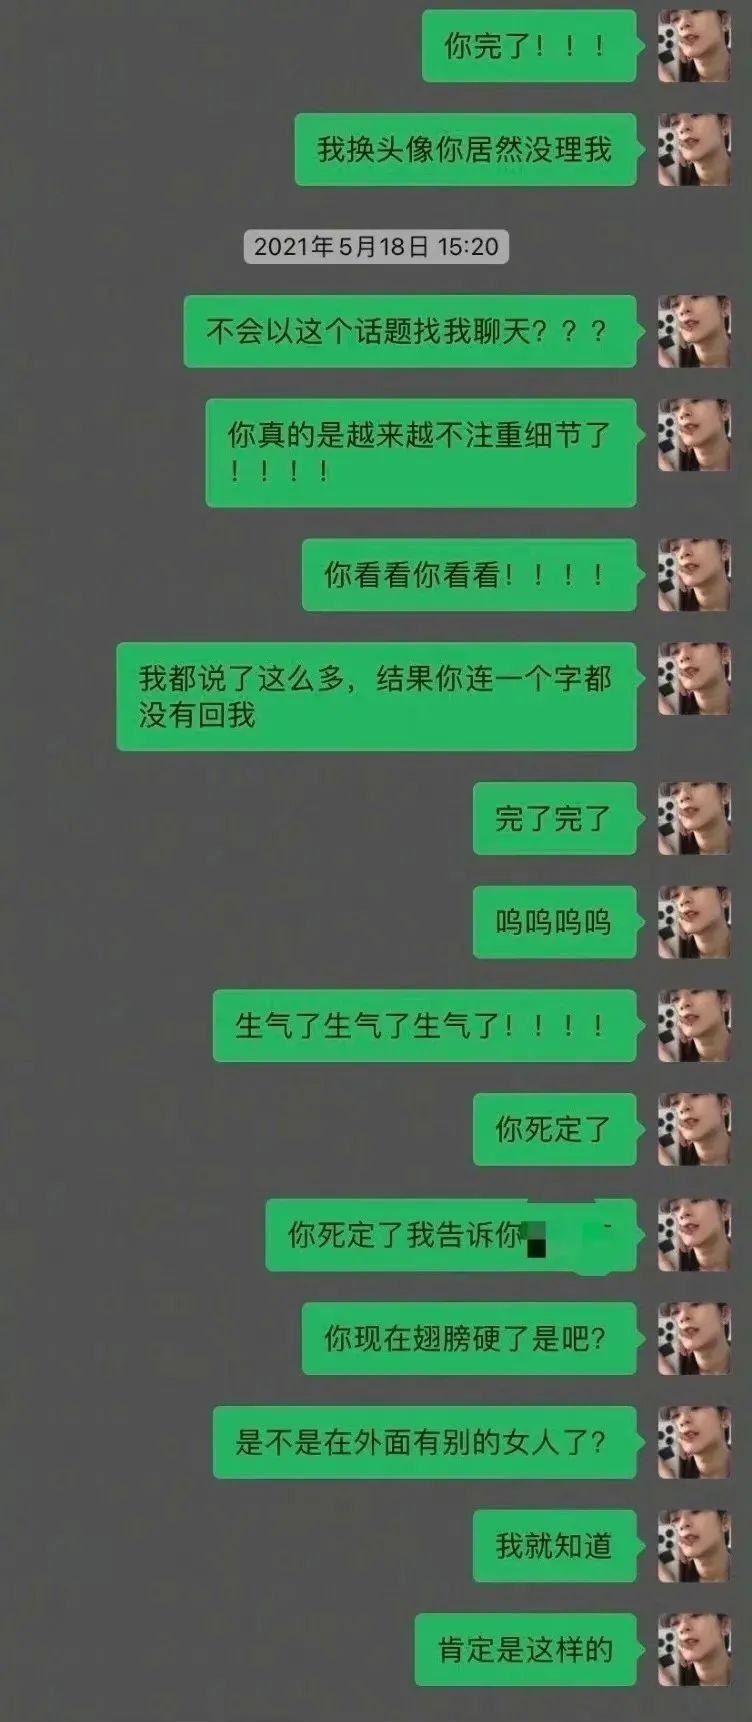 你完了！！！
我换头像你居然没理我
2021年5月18日 15:20
不会以这个话题找我聊天？？？
你真的是越来越不注重细节了
！！！！
你看看你看看！！！！
我都说了这么多，结果你连一个字都
没有回我
完了完了
呜呜呜呜
生气了生气了生气了！！！！
你死定了
你死定了我告诉你
你现在翅膀硬了是吧？
是不是在外面有别的女人了？
我就知道
肯定是这样的